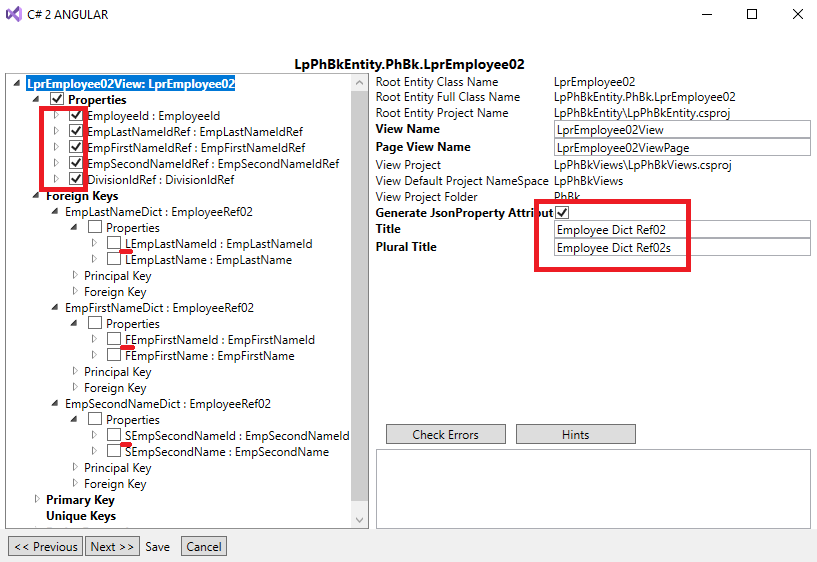 C# 2 ANGULAR
LpPhBkEntity.PhBk.LprEmployee02
LprEmployee02View: LprEmployee02
Properties
EmployeeId : EmployeeId
EmpLastNameIdRef : EmpLastNameIdRef
EmpFirstNameIdRef : EmpFirstNameIdRef
EmpSecondNameIdRef : EmpSecondNameIdRef
DivisionIdRef : DivisionIdRef
Foreign Keys
EmpLastNameDict : EmployeeRef02
Properties
LEmpLastNameId : EmpLastNameId
LEmpLastName : EmpLastName
Principal Key
Foreign Key
EmpFirstNameDict : EmployeeRef02
Properties
FEmpFirstNameId : EmpFirstNameId
FEmpFirstName : EmpFirstName
Principal Key
Foreign Key
EmpSecondNameDict : EmployeeRef02
Properties
SEmpSecondNameId : EmpSecondNameId
SEmpSecondName : EmpSecondName
Principal Key
Foreign Key
Primary Key
Unique Keys
Root Entity Class Name LprEmployee02
Root Entity Full Class Name LpPhBkEntity.PhBk.LprEmployee02
Root Entity Project Name LpPhBkEntity\LpPhBkEntity.csproj
View Name LprEmployee02View
Page View Name LprEmployee02ViewPage
View Project LpPhBkViews\LpPhBkViews.csproj
View Default Project NameSpace LpPhBkViews
View Project Folder PhBk
Generate JsonProperty Attribut
Title Employee Dict Ref02
Plural Title Employee Dict Ref02s
Check Errors Hints
<< Previous Next >> Save Cancel